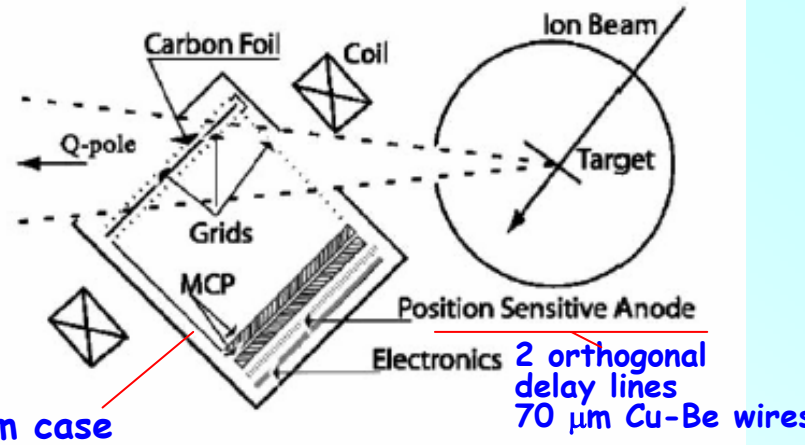 Ion Beam
Carbon Foil
Coil
Q-pole
Target
Grids
MCP
Position Sensitive Anode
Electronics
2 orthogonal
delay lines
70 μm Cu-Be wires
case